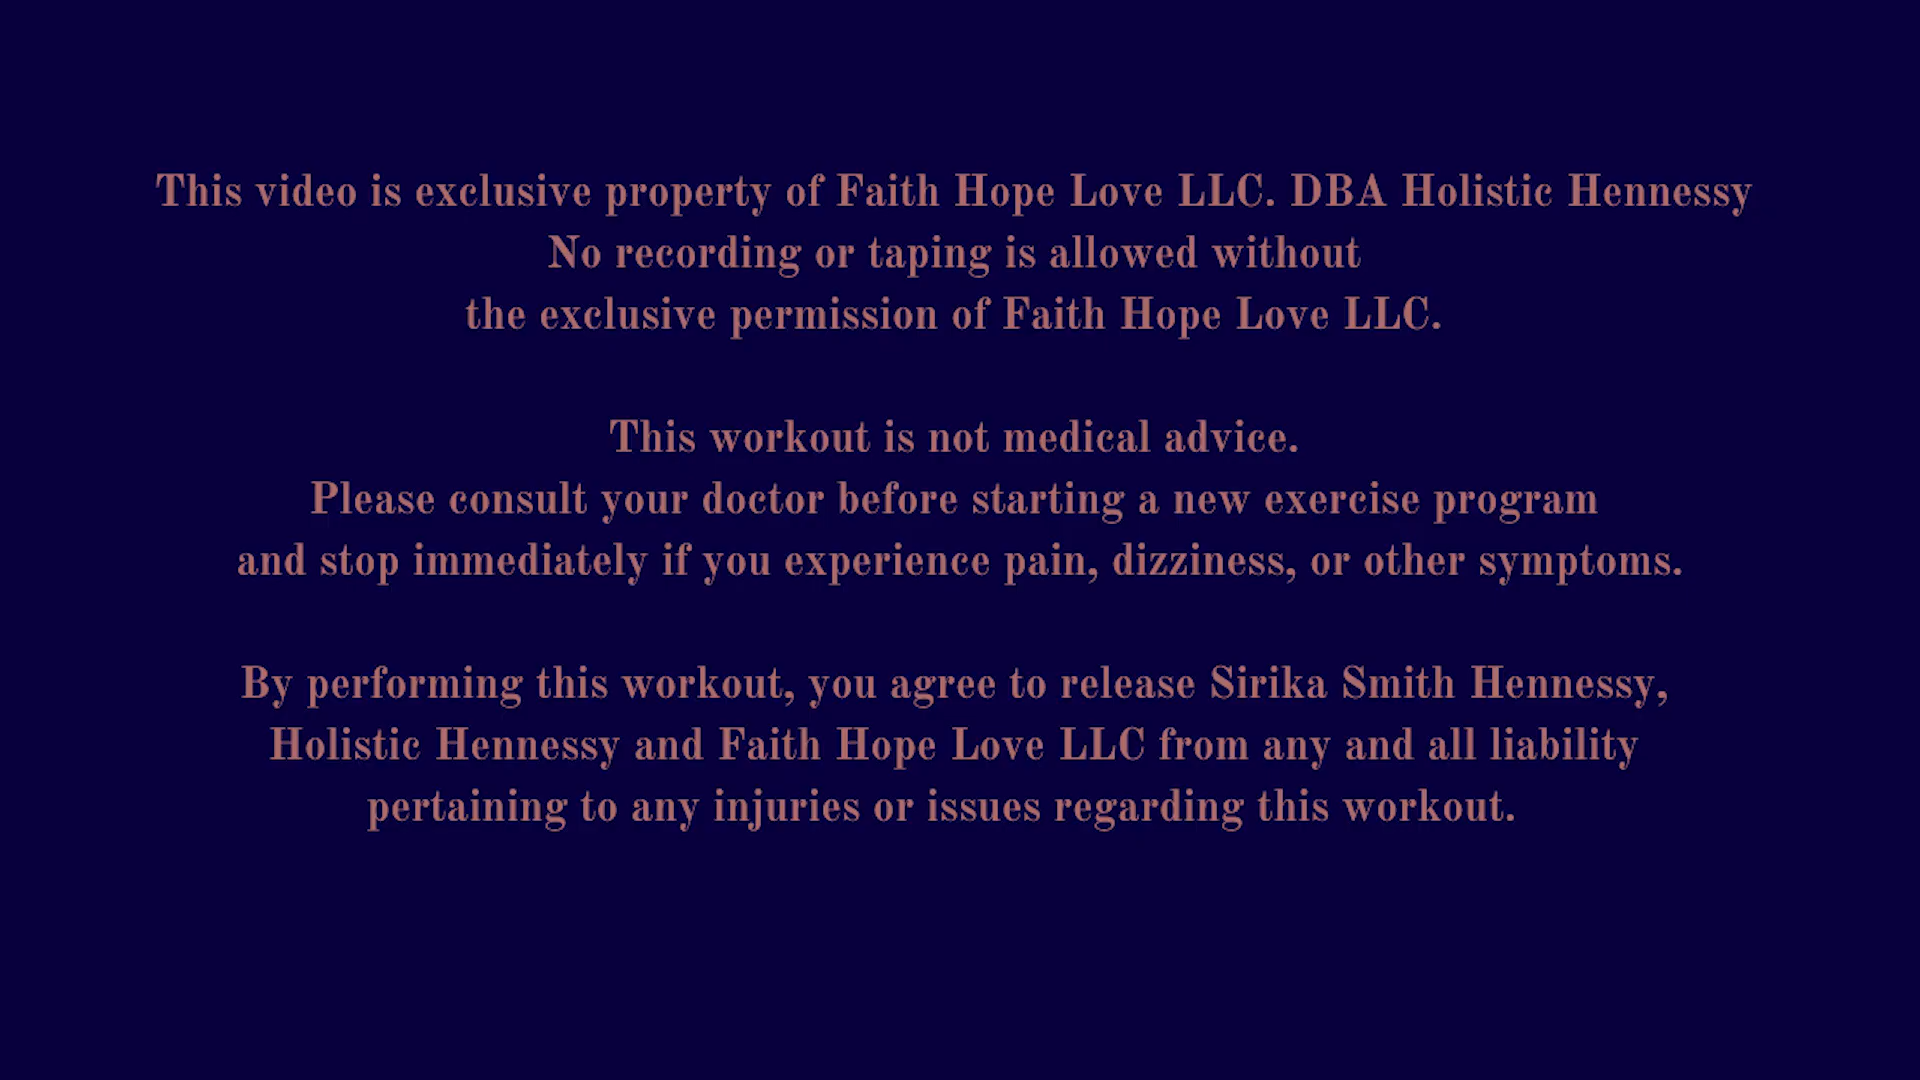 This video is exclusive property of Faith Hope Love LLC. DBA Holistic Hennessy
No recording or taping is allowed without
the exclusive permission of Faith Hope Love LLC.
This workout is not medical advice.
Please consult your doctor before starting a new exercise program
and stop immediately if you experience pain, dizziness, or other symptoms.
By performing this workout, you agree to release Sirika Smith Hennessy,
Holistic Hennessy and Faith Hope Love LLC from any and all liability
pertaining to any injuries or issues regarding this workout.